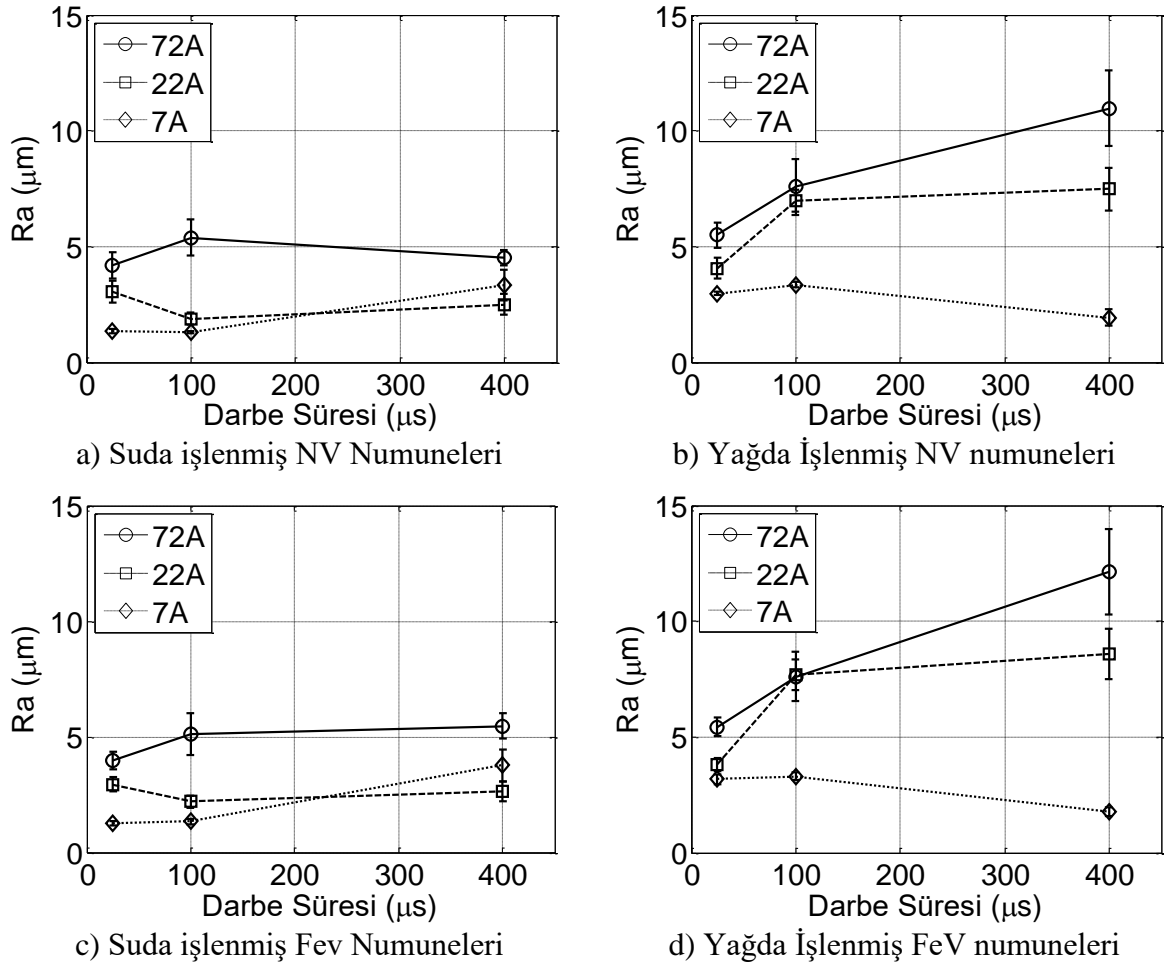 15
10
5
0
Ra (μm)
72A
22A
7A
0 100 200 300 400
Darbe Süresi (μs)
a) Suda işlenmiş NV Numuneleri
15
10
5
0
Ra (μm)
72A
22A
7A
0 100 200 300 400
Darbe Süresi (μs)
b) Yağda İşlenmiş NV numuneleri
15
10
5
0
Ra (μm)
72A
22A
7A
0 100 200 300 400
Darbe Süresi (μs)
c) Suda işlenmiş Fev Numuneleri
15
10
5
0
Ra (μm)
72A
22A
7A
0 100 200 300 400
Darbe Süresi (μs)
d) Yağda İşlenmiş FeV numuneleri